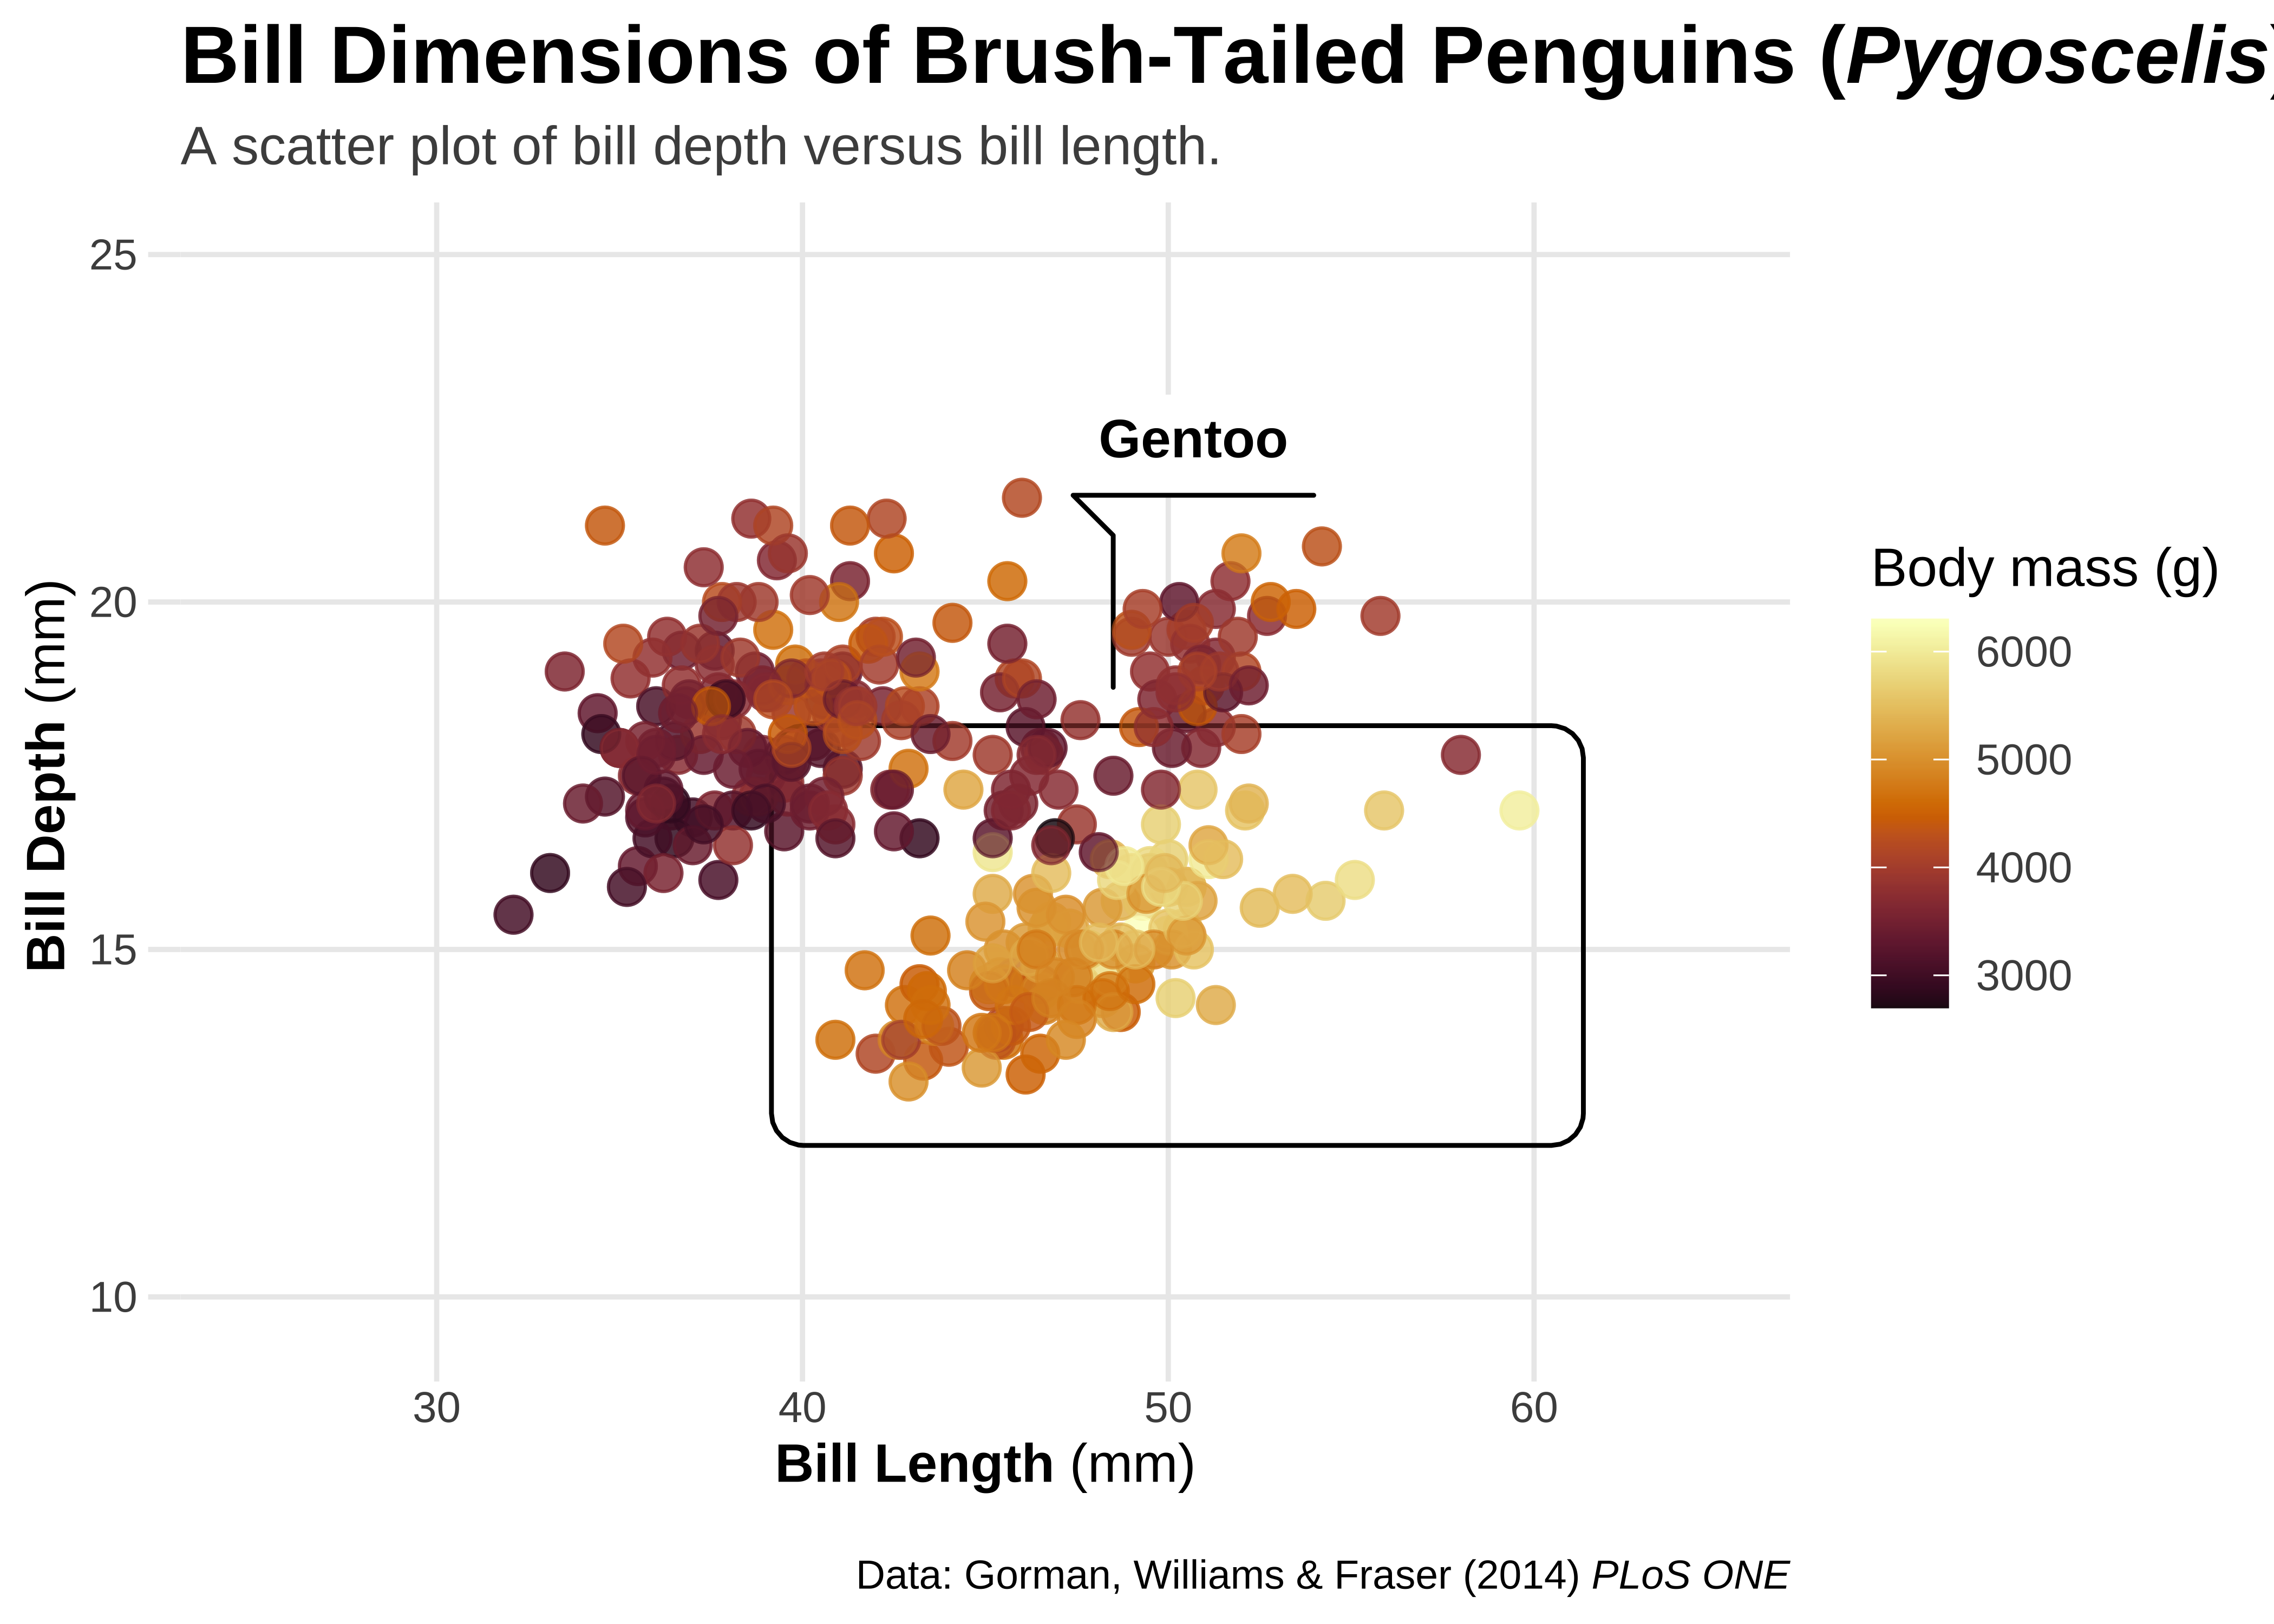 Bill Dimensions of Brush-Tailed Penguins (Pygoscelis)
A scatter plot of bill depth versus bill length.
25
20
15
10
Bill Depth (mm)
Gentoo
30 40 50 60
Bill Length (mm)
Body mass (g)
6000
5000
4000
3000
Data: Gorman, Williams & Fraser (2014) PLoS ONE